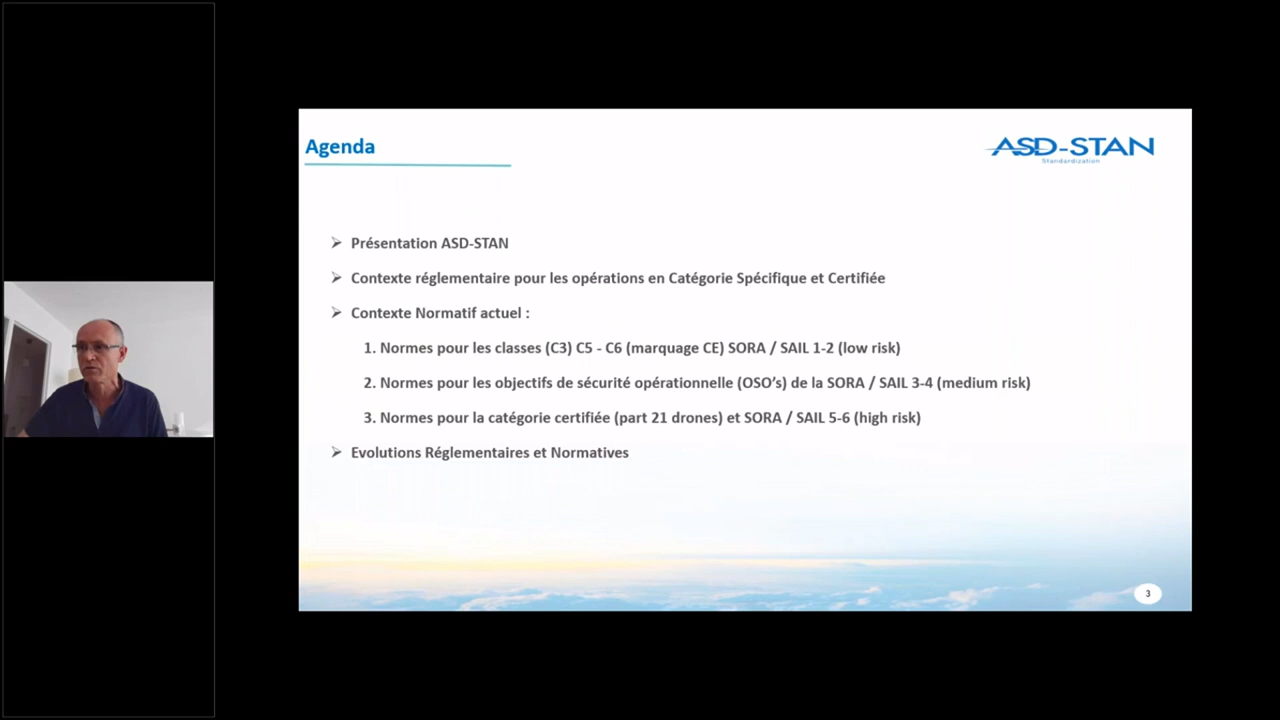 Agenda
ASD-STAN
Standardization
Présentation ASD-STAN
Contexte réglementaire pour les opérations en Catégorie Spécifique et Certifiée
Contexte Normatif actuel :
1. Normes pour les classes (C3) C5 - C6 (marquage CE) SORA / SAIL 1-2 (low risk)
2. Normes pour les objectifs de sécurité opérationnelle (OSO's) de la SORA / SAIL 3-4 (medium risk)
3. Normes pour la catégorie certifiée (part 21 drones) et SORA / SAIL 5-6 (high risk)
Evolutions Réglementaires et Normatives
3